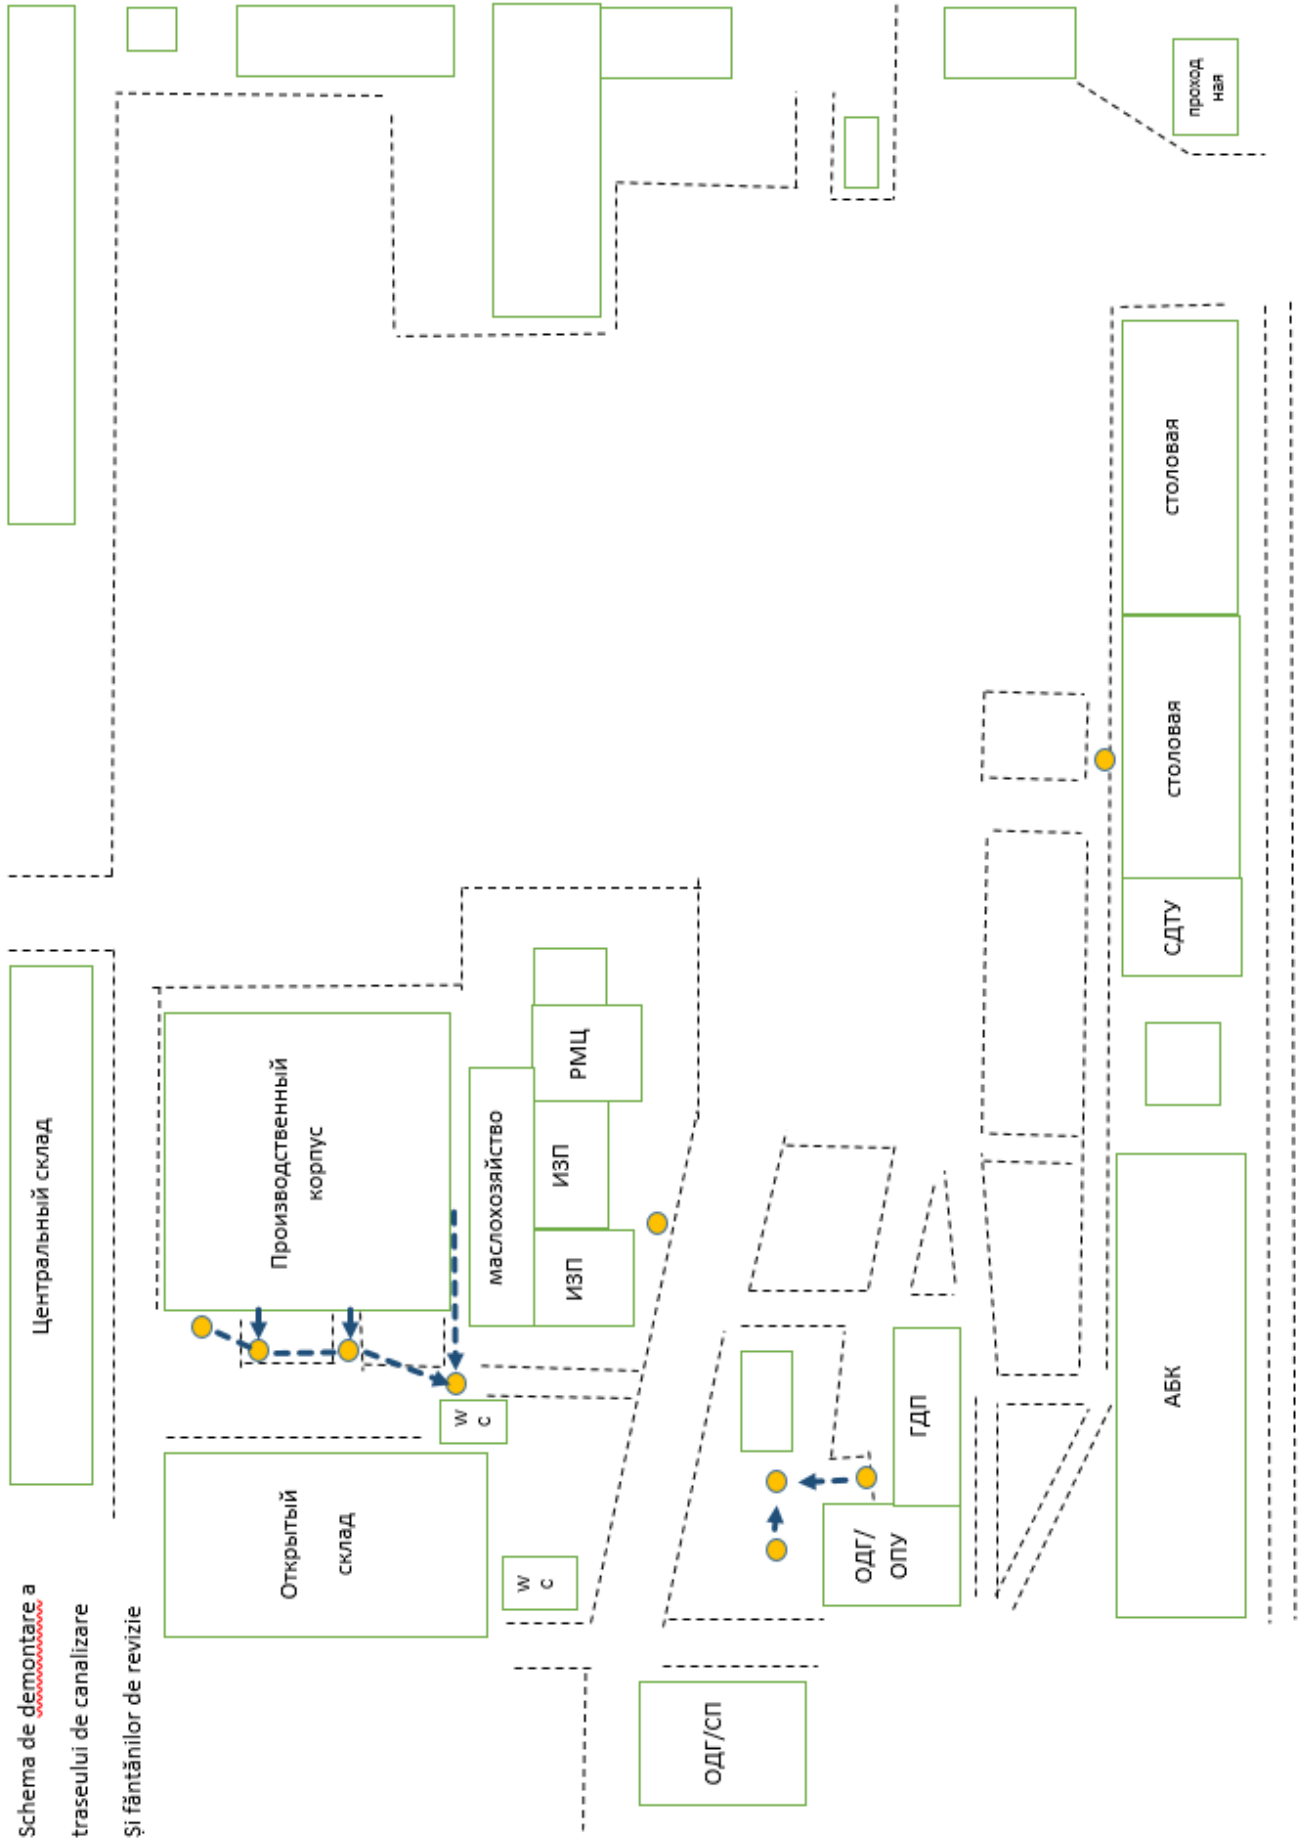 Schema de demontare a
traseului de canalizare
Și fântânilor de revizie
Центральный склад
Открытый
склад
Производственный
корпус
w
c
w
c
маслохозяйство
ИЗП
ИЗП
РМЦ
ОДГ/СП
ОДГ/
ОПУ
ГДП
АБК
СДТУ
столовая
столовая
проход
ная